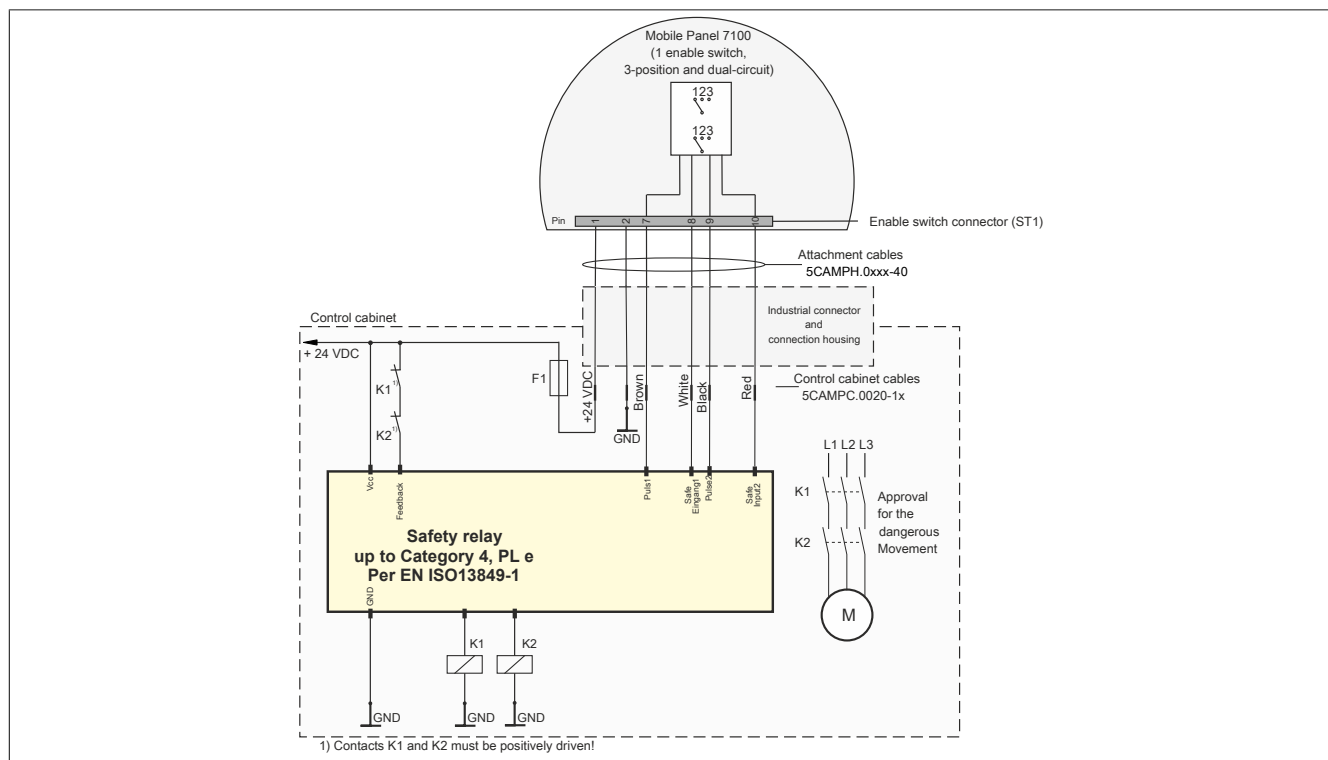 Mobile Panel 7100
(1 enable switch,
3-position and dual-circuit)
123
123
Pin 1 2 7 8 9 10
Enable switch connector (ST1)
Attachment cables
5CAMPH.0xxx-40
Industrial connector
and
connection housing
Control cabinet
+ 24 VDC
K1 1)
K2 1)
F1
+24 VDC
GND
Brown
White
Black
Red
Control cabinet cables
5CAMPC.0020-1x
Vcc
Feedback
Puls1
Safe
Eingang1
Pulse2
Safe
Input2
Safety relay
up to Category 4, PL e
Per EN ISO13849-1
GND
K1
K2
GND
GND
GND
L1 L2 L3
K1
K2
Approval
for the
dangerous
Movement
M
1) Contacts K1 and K2 must be positively driven!